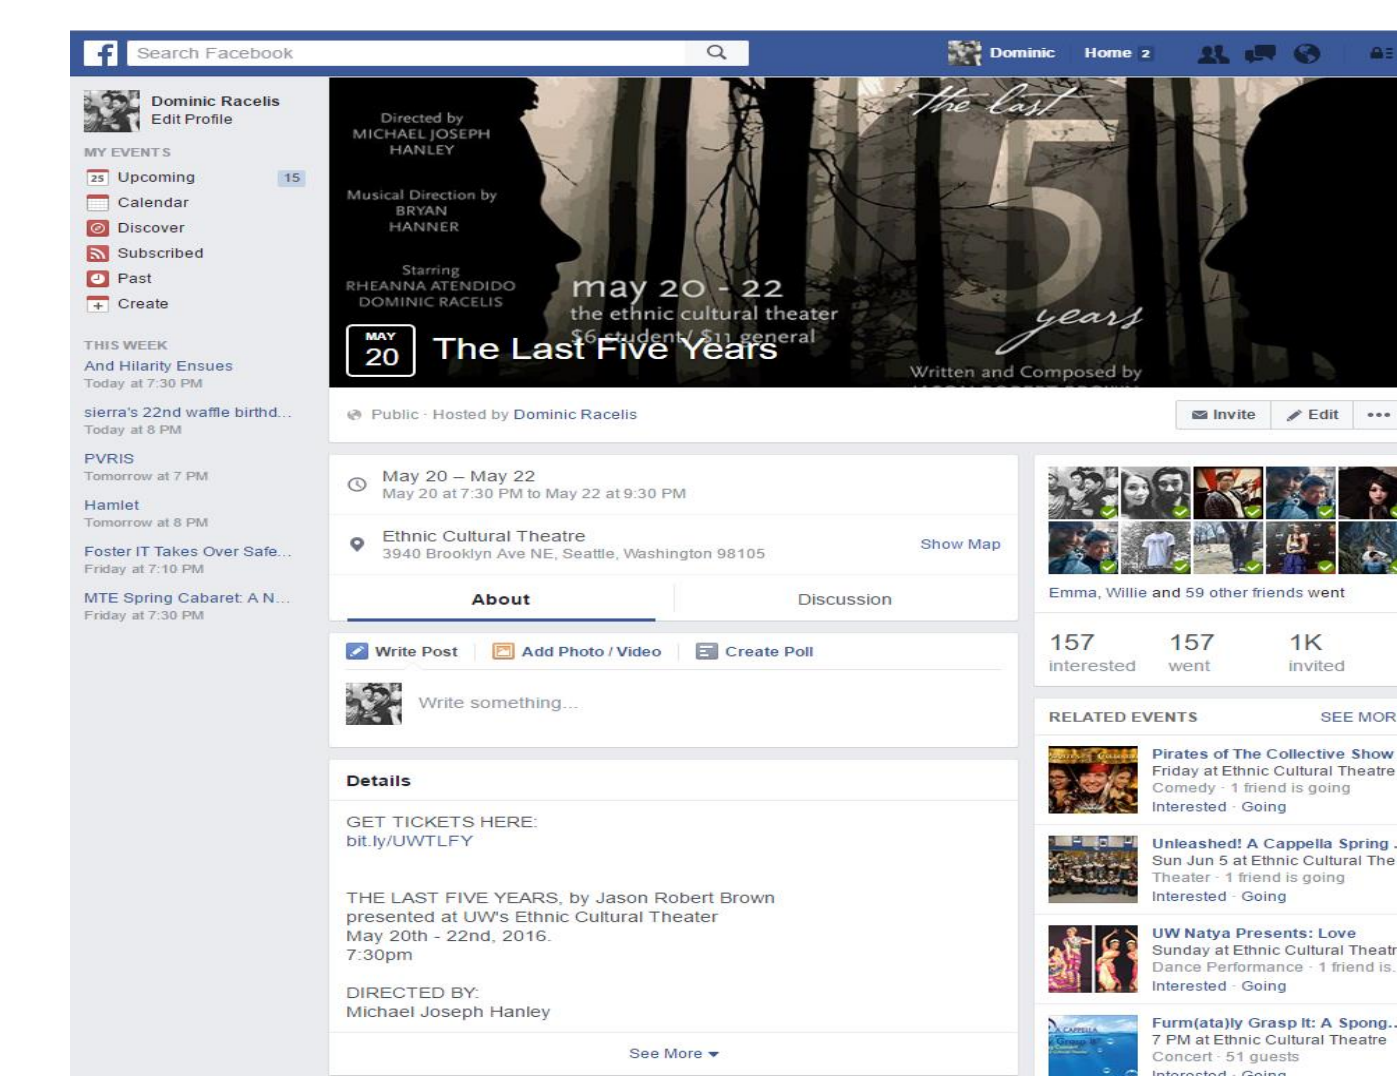 f
Search Facebook
Dominic
Home 2
Dominic Racelis
Edit Profile
MY EVENTS
25 Upcoming 15
Calendar
Discover
Subscribed
Past
Create
THIS WEEK
And Hilarity Ensues
Today at 7:30 PM
sierra's 22nd waffle birthd...
Today at 8 PM
PVRIS
Tomorrow at 7 PM
Hamlet
Tomorrow at 8 PM
Foster IT Takes Over Safe...
Friday at 7:10 PM
MTE Spring Cabaret: A N...
Friday at 7:30 PM
Directed by
MICHAEL JOSEPH
HANLEY
Musical Direction by
BRYAN
HANNER
Starring
RHEANNA ATENDIDO
DOMINIC RACELIS
may 20 - 22
the ethnic cultural theater
$6 student/ $11 general
the last
5
years
Written and Composed by
JASON ROBERT BROWN
MAY
20
The Last Five Years
Public · Hosted by Dominic Racelis
Invite
Edit
May 20 – May 22
May 20 at 7:30 PM to May 22 at 9:30 PM
Ethnic Cultural Theatre
3940 Brooklyn Ave NE, Seattle, Washington 98105
Show Map
About
Discussion
Write Post
Add Photo / Video
Create Poll
Write something...
Details
GET TICKETS HERE:
bit.ly/UWTLFY
THE LAST FIVE YEARS, by Jason Robert Brown
presented at UW's Ethnic Cultural Theater
May 20th - 22nd, 2016.
7:30pm
DIRECTED BY:
Michael Joseph Hanley
See More
Emma, Willie and 59 other friends went
157 157 1K
interested went invited
RELATED EVENTS
SEE MOR
Pirates of The Collective Show
Friday at Ethnic Cultural Theatre
Comedy · 1 friend is going
Interested · Going
Unleashed! A Cappella Spring .
Sun Jun 5 at Ethnic Cultural The
Theater · 1 friend is going
Interested · Going
UW Natya Presents: Love
Sunday at Ethnic Cultural Theatr
Dance Performance · 1 friend is.
Interested · Going
Furm(ata)ly Grasp It: A Spong..
7 PM at Ethnic Cultural Theatre
Concert · 51 guests
Interested · Going